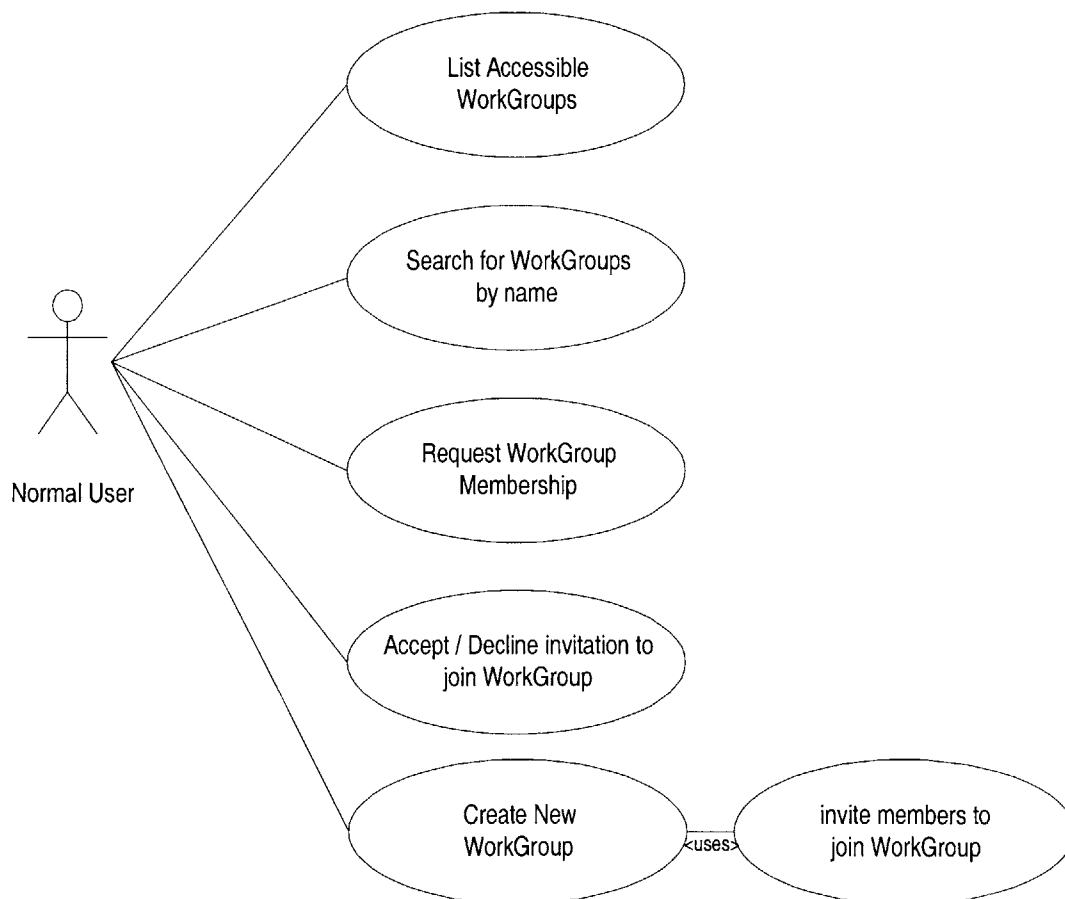 List Accessible
WorkGroups
Search for WorkGroups
by name
Request WorkGroup
Membership
Normal User
Accept / Decline invitation to
join WorkGroup
Create New
WorkGroup
<uses>
invite members to
join WorkGroup